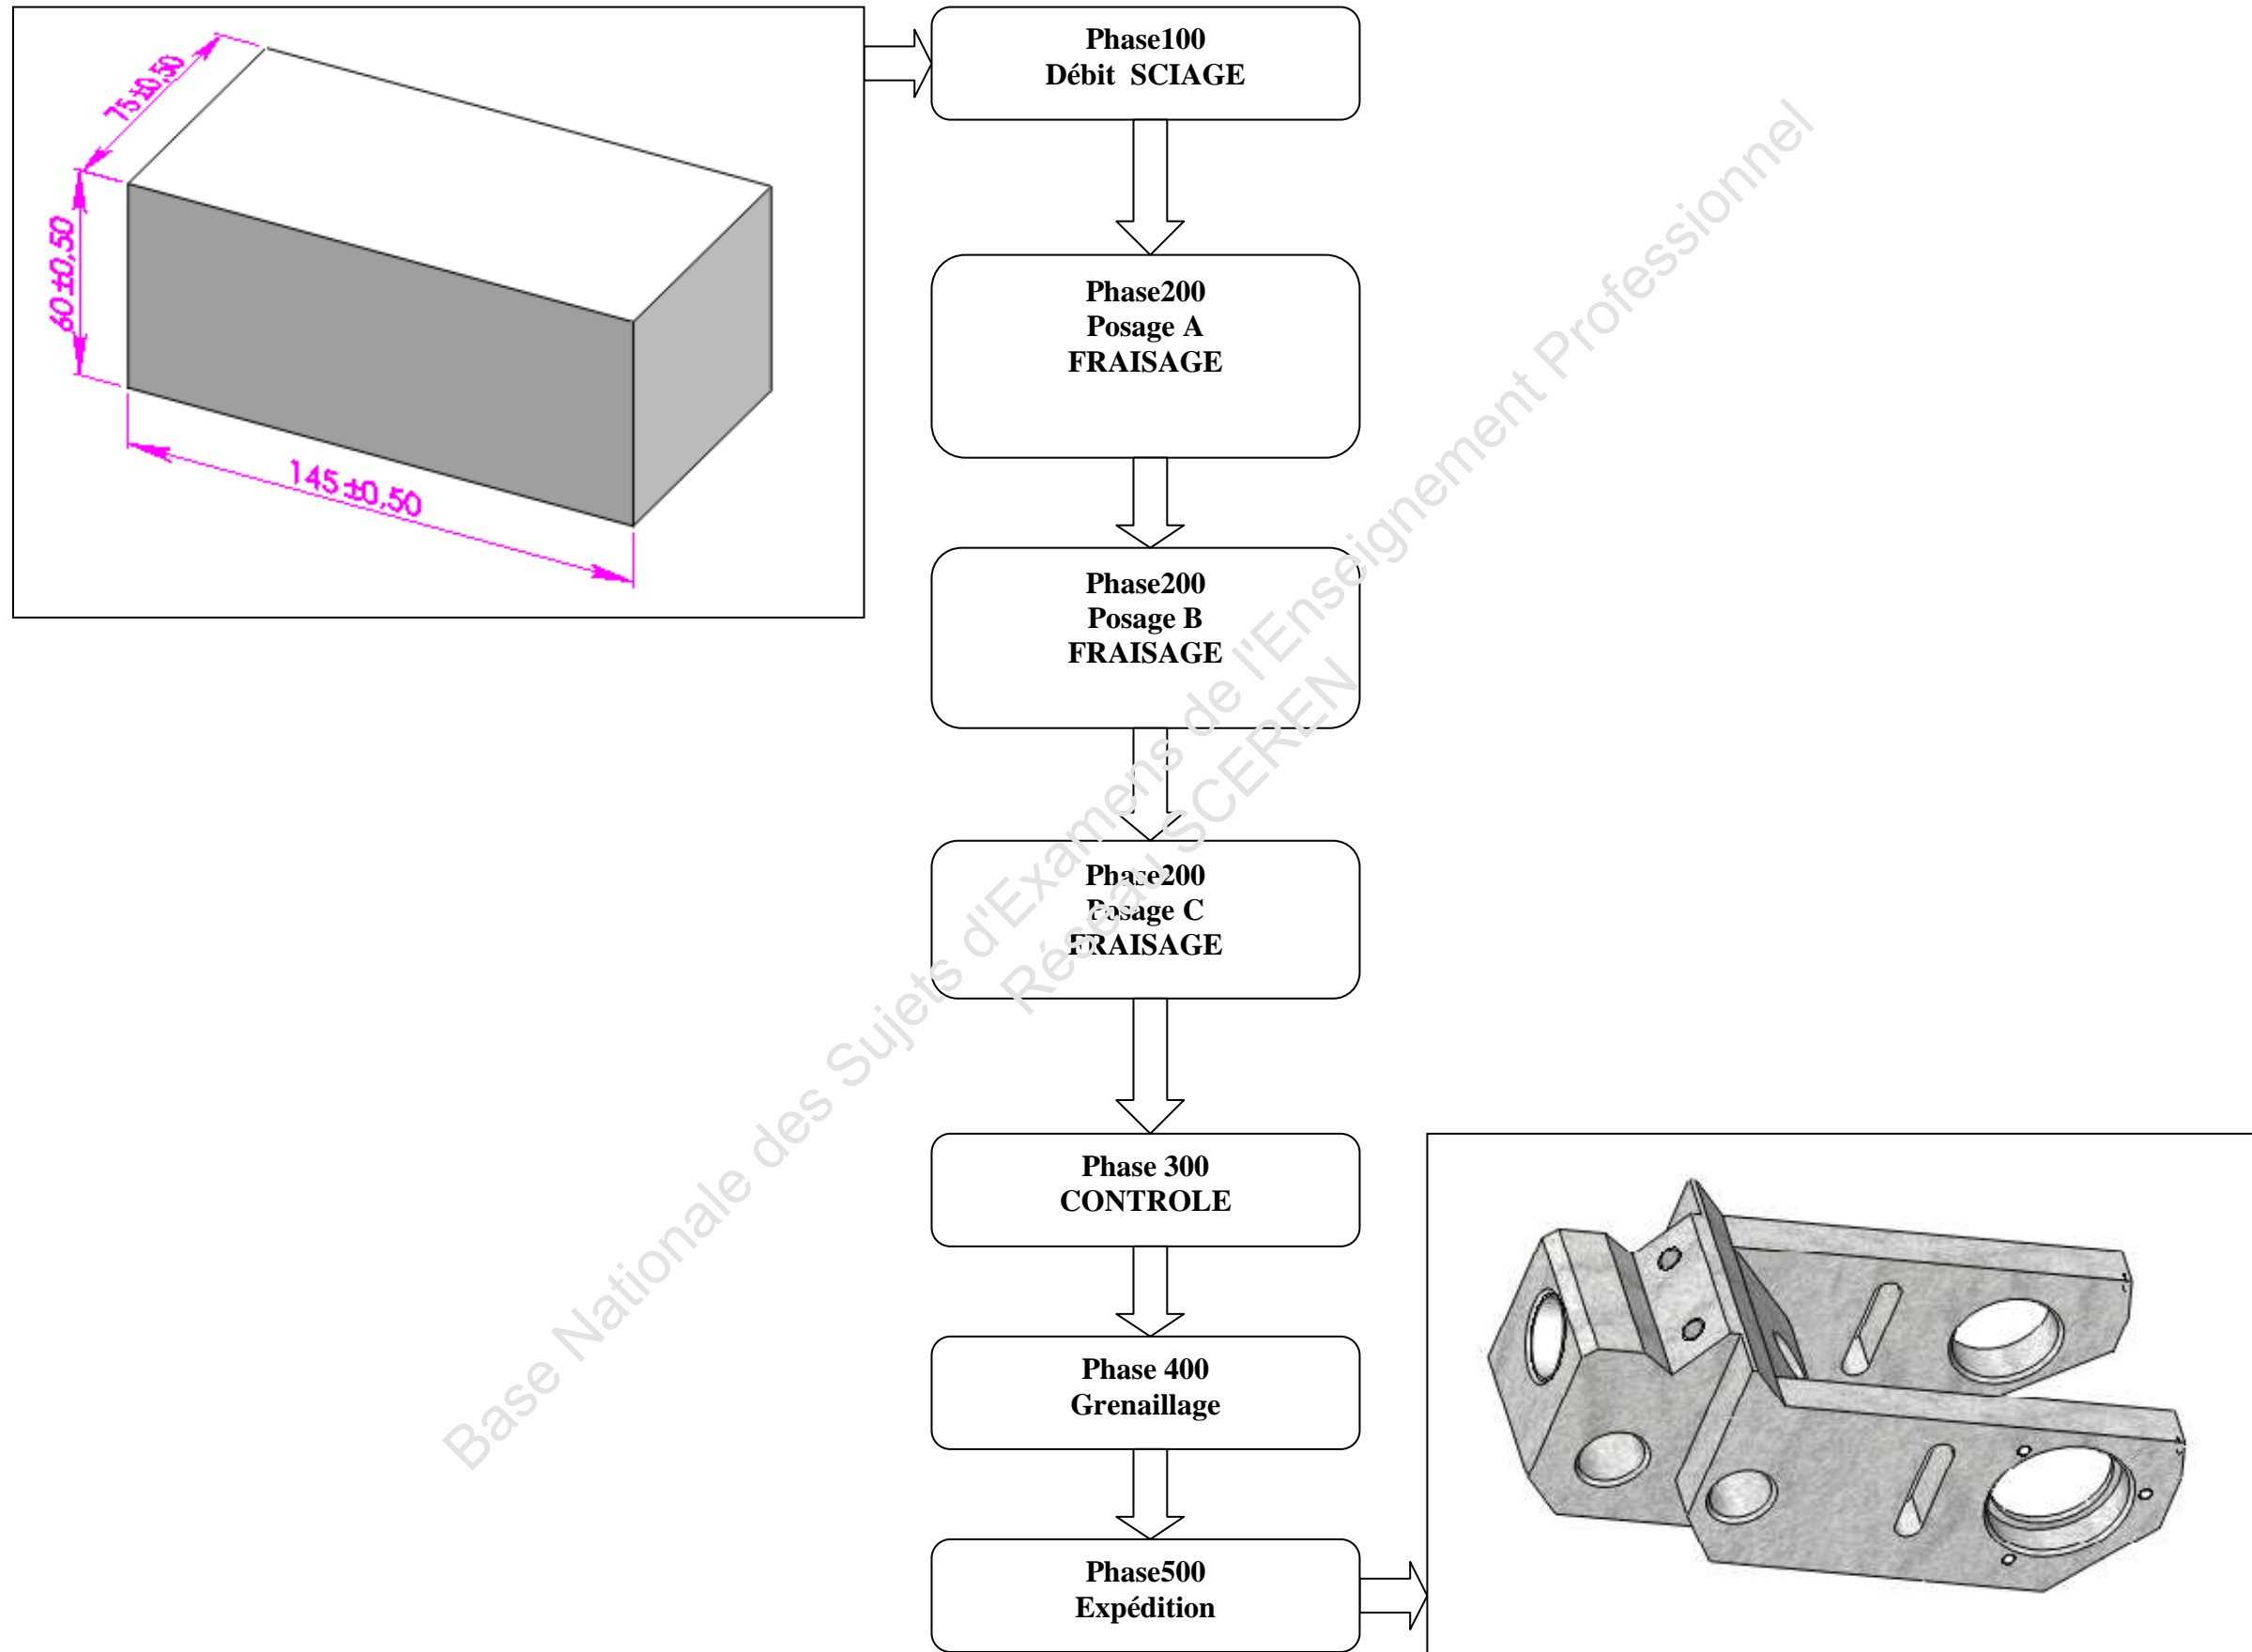 75±0,50
60±0,50
145±0,50
Phase100
Débit SCIAGE
Phase200
Posage A
FRAISAGE
Phase200
Posage B
FRAISAGE
Phase200
Posage C
FRAISAGE
Phase 300
CONTROLE
Phase 400
Grenaillage
Phase500
Expédition
Base Nationale des Sujets d'Examens de l'Enseignement Professionnel
Réseau SCEREN